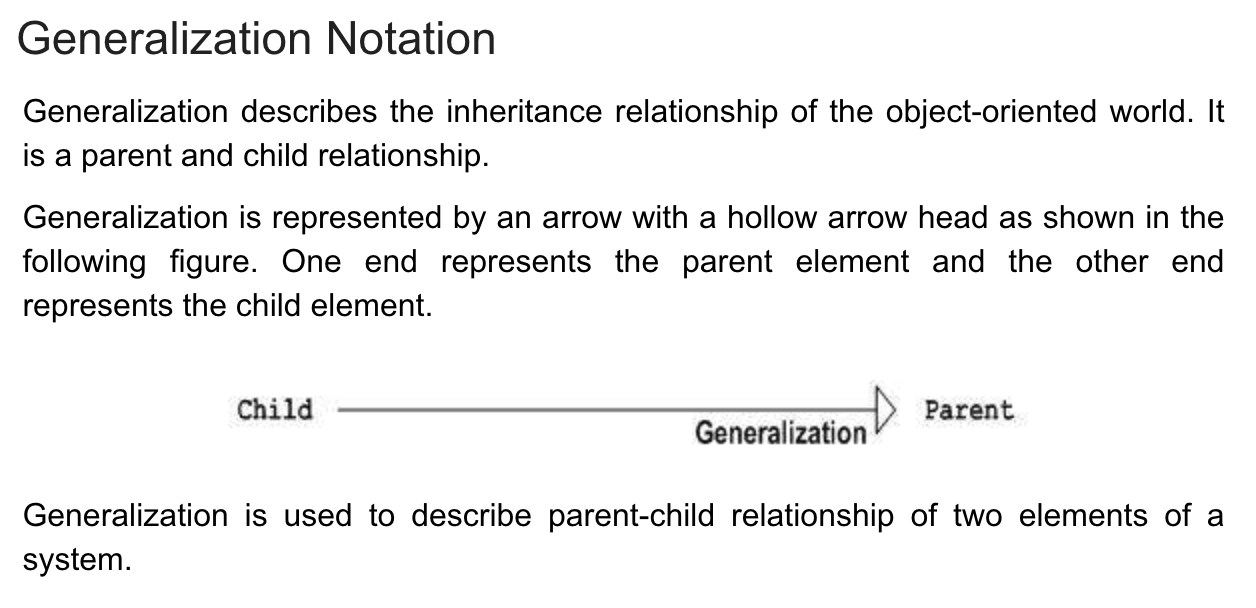 Generalization Notation
Generalization describes the inheritance relationship of the object-oriented world. It
is a parent and child relationship.
Generalization is represented by an arrow with a hollow arrow head as shown in the
following figure. One end represents the parent element and the other end
represents the child element.
Child
Parent
Generalization
Generalization is used to describe parent-child relationship of two elements of a
system.